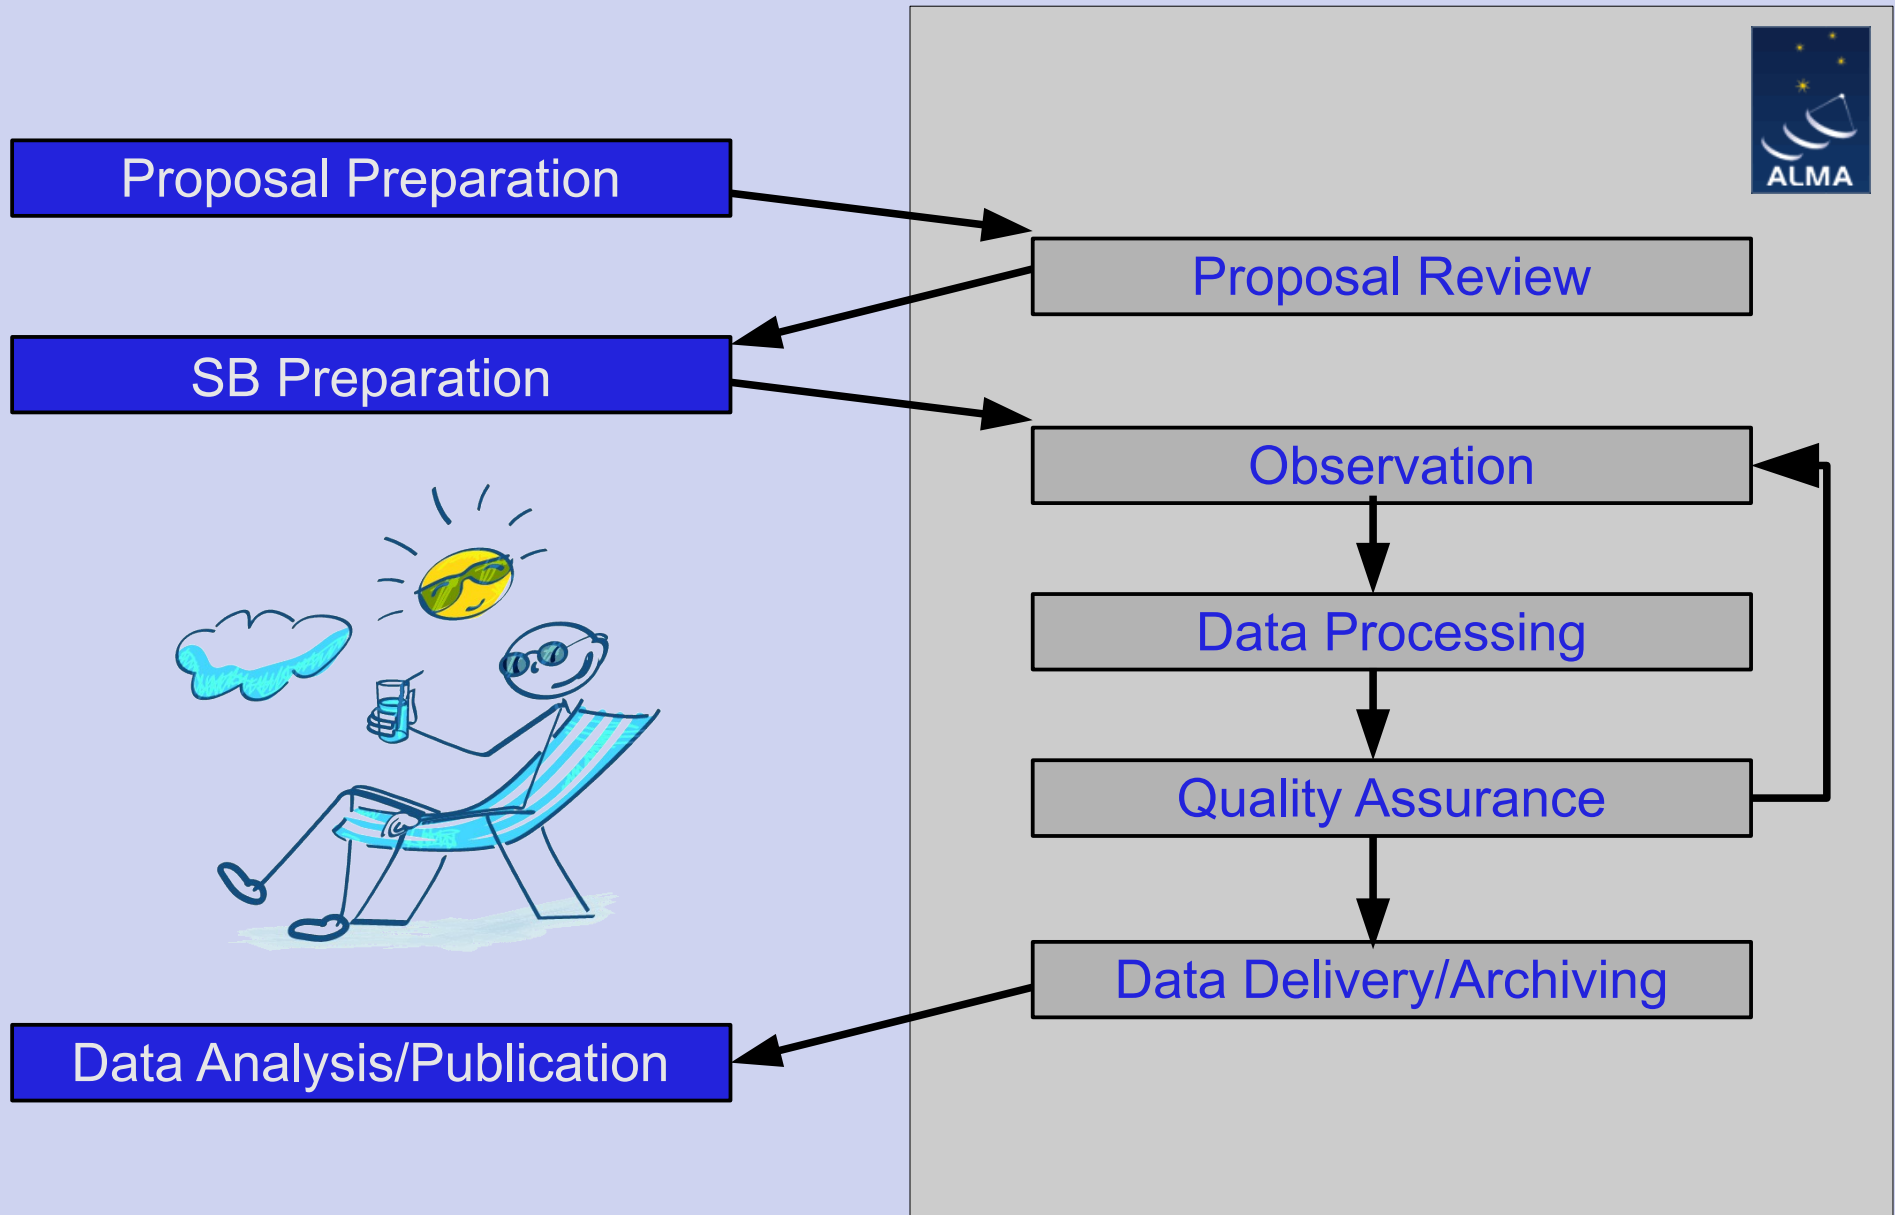 ALMA
Proposal Preparation
Proposal Review
SB Preparation
Observation
Data Processing
Quality Assurance
Data Delivery/Archiving
Data Analysis/Publication